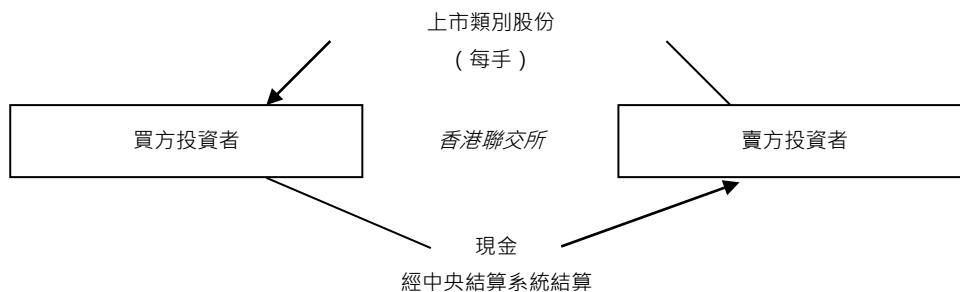 上市類別股份
（每手）
買方投資者
香港聯交所
賣方投資者
現金
經中央結算系統結算